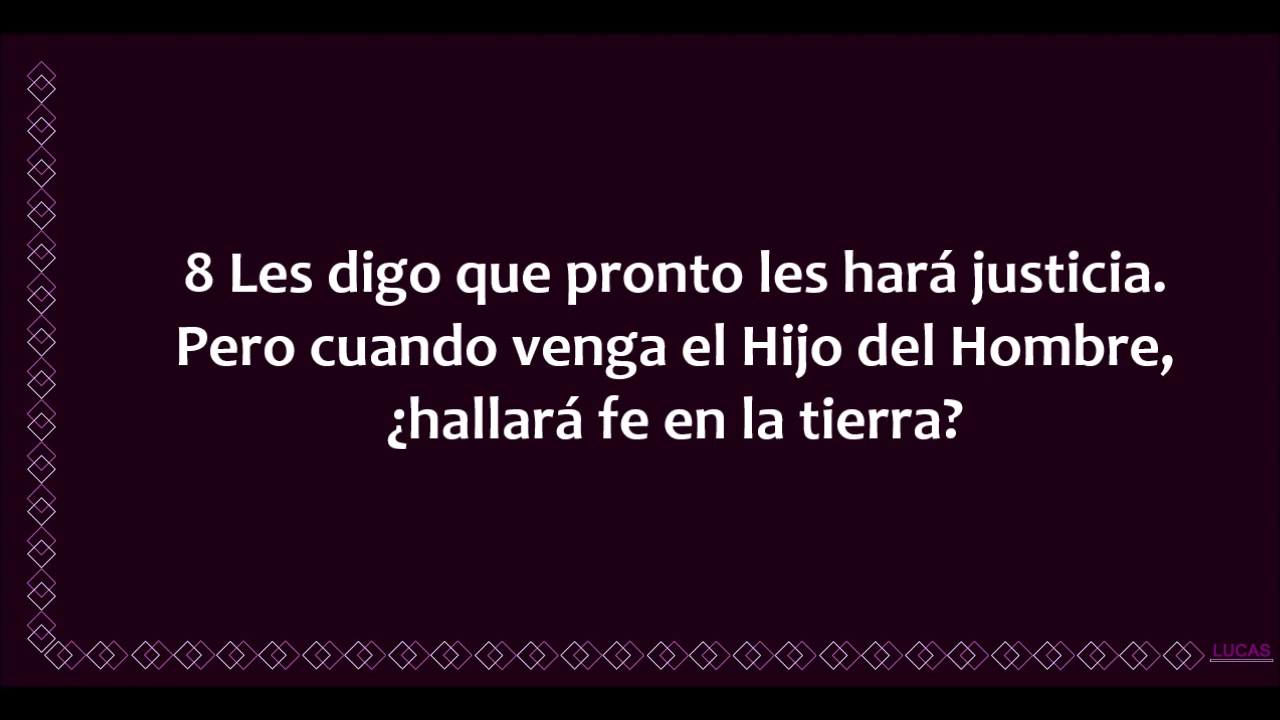 8 Les digo que pronto les hará justicia.
Pero cuando venga el Hijo del Hombre,
¿hallará fe en la tierra?
LUCAS